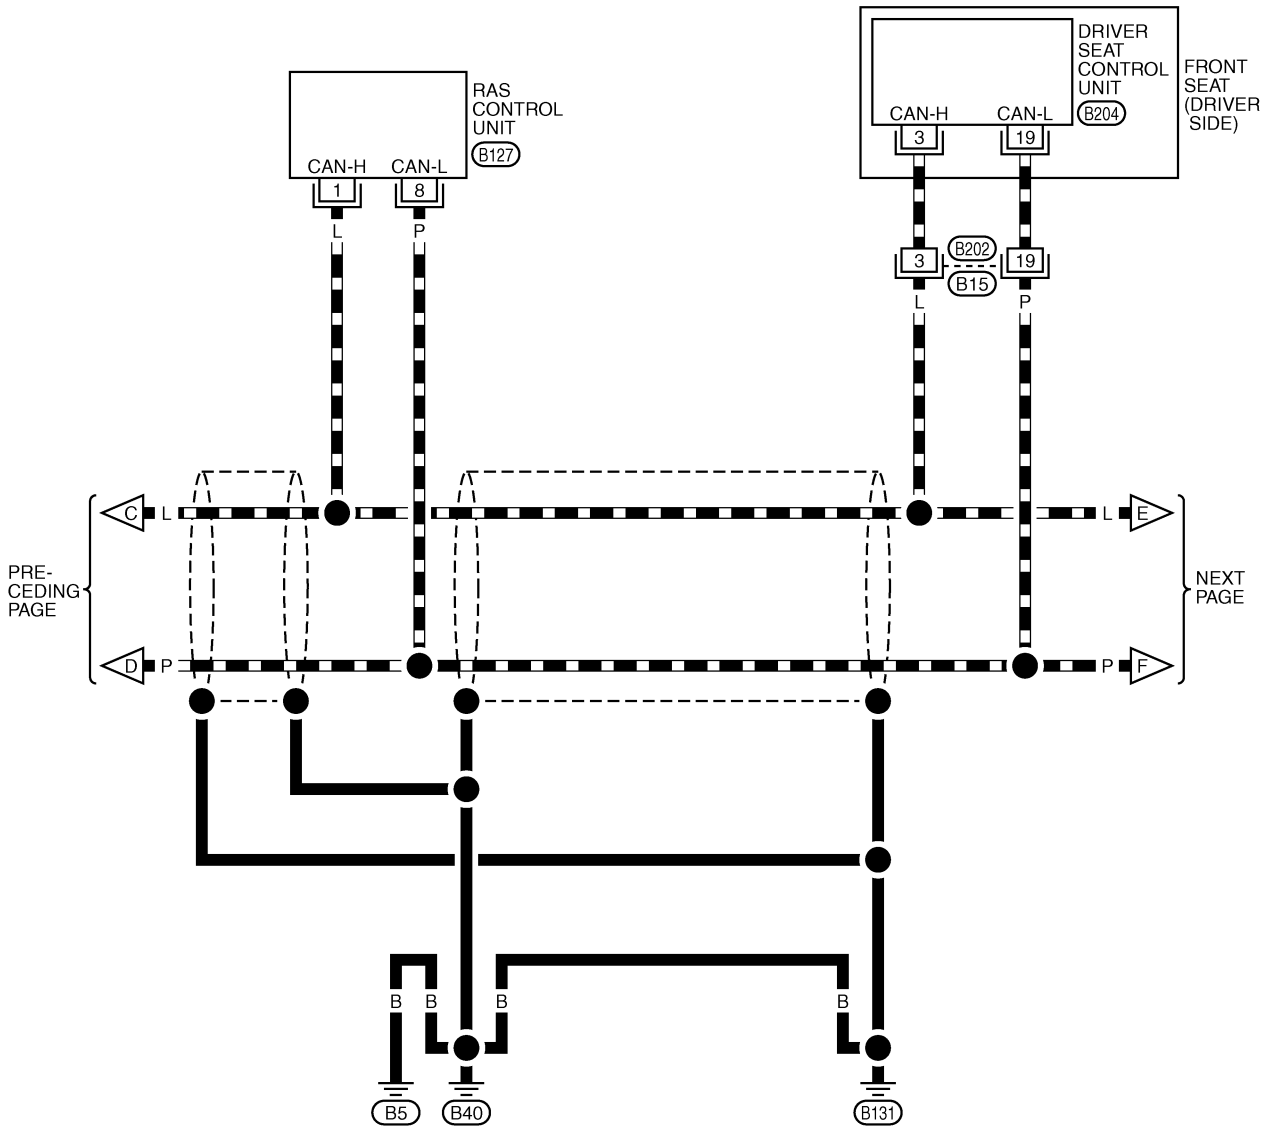 DRIVER
SEAT
CONTROL
UNIT
B204
FRONT
SEAT
(DRIVER
SIDE)
RAS
CONTROL
UNIT
B127
CAN-H
CAN-L
3
19
CAN-H
CAN-L
1
8
L
P
3
B202
19
B15
L
P
C
L
L
E
PRE-
CEDING
PAGE
NEXT
PAGE
D
P
P
F
B
B
B
B
B5
B40
B131